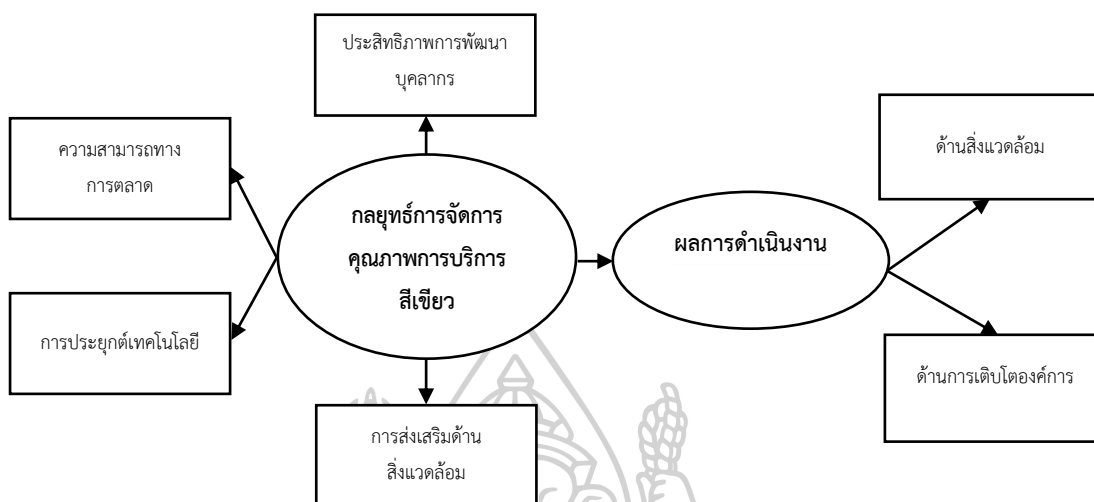 ประสิทธิภาพการพัฒนา
บุคลากร
ความสามารถทาง
การตลาด
ด้านสิ่งแวดล้อม
กลยุทธ์การจัดการ
คุณภาพการบริการ
สีเขียว
ผลการดำเนินงาน
การประยุกต์เทคโนโลยี
ด้านการเติบโตองค์การ
การส่งเสริมด้าน
สิ่งแวดล้อม